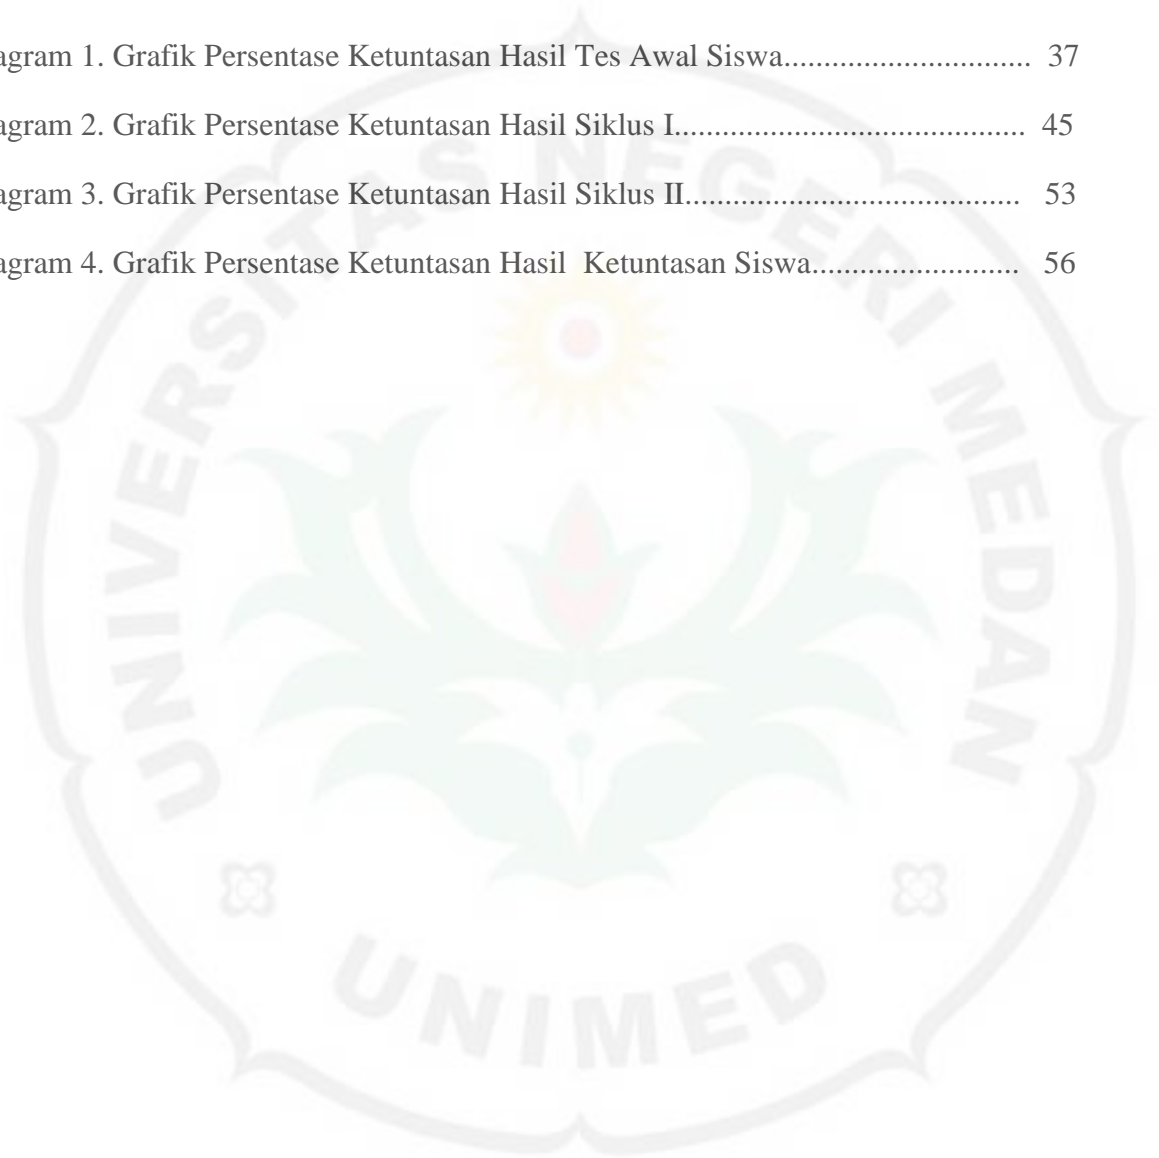 agram 1. Grafik Persentase Ketuntasan Hasil Tes Awal Siswa............................... 37
agram 2. Grafik Persentase Ketuntasan Hasil Siklus I............................................ 45
agram 3. Grafik Persentase Ketuntasan Hasil Siklus II.......................................... 53
agram 4. Grafik Persentase Ketuntasan Hasil  Ketuntasan Siswa.......................... 56
UNIVERSITAS NEGERI MEDAN
UNIMED